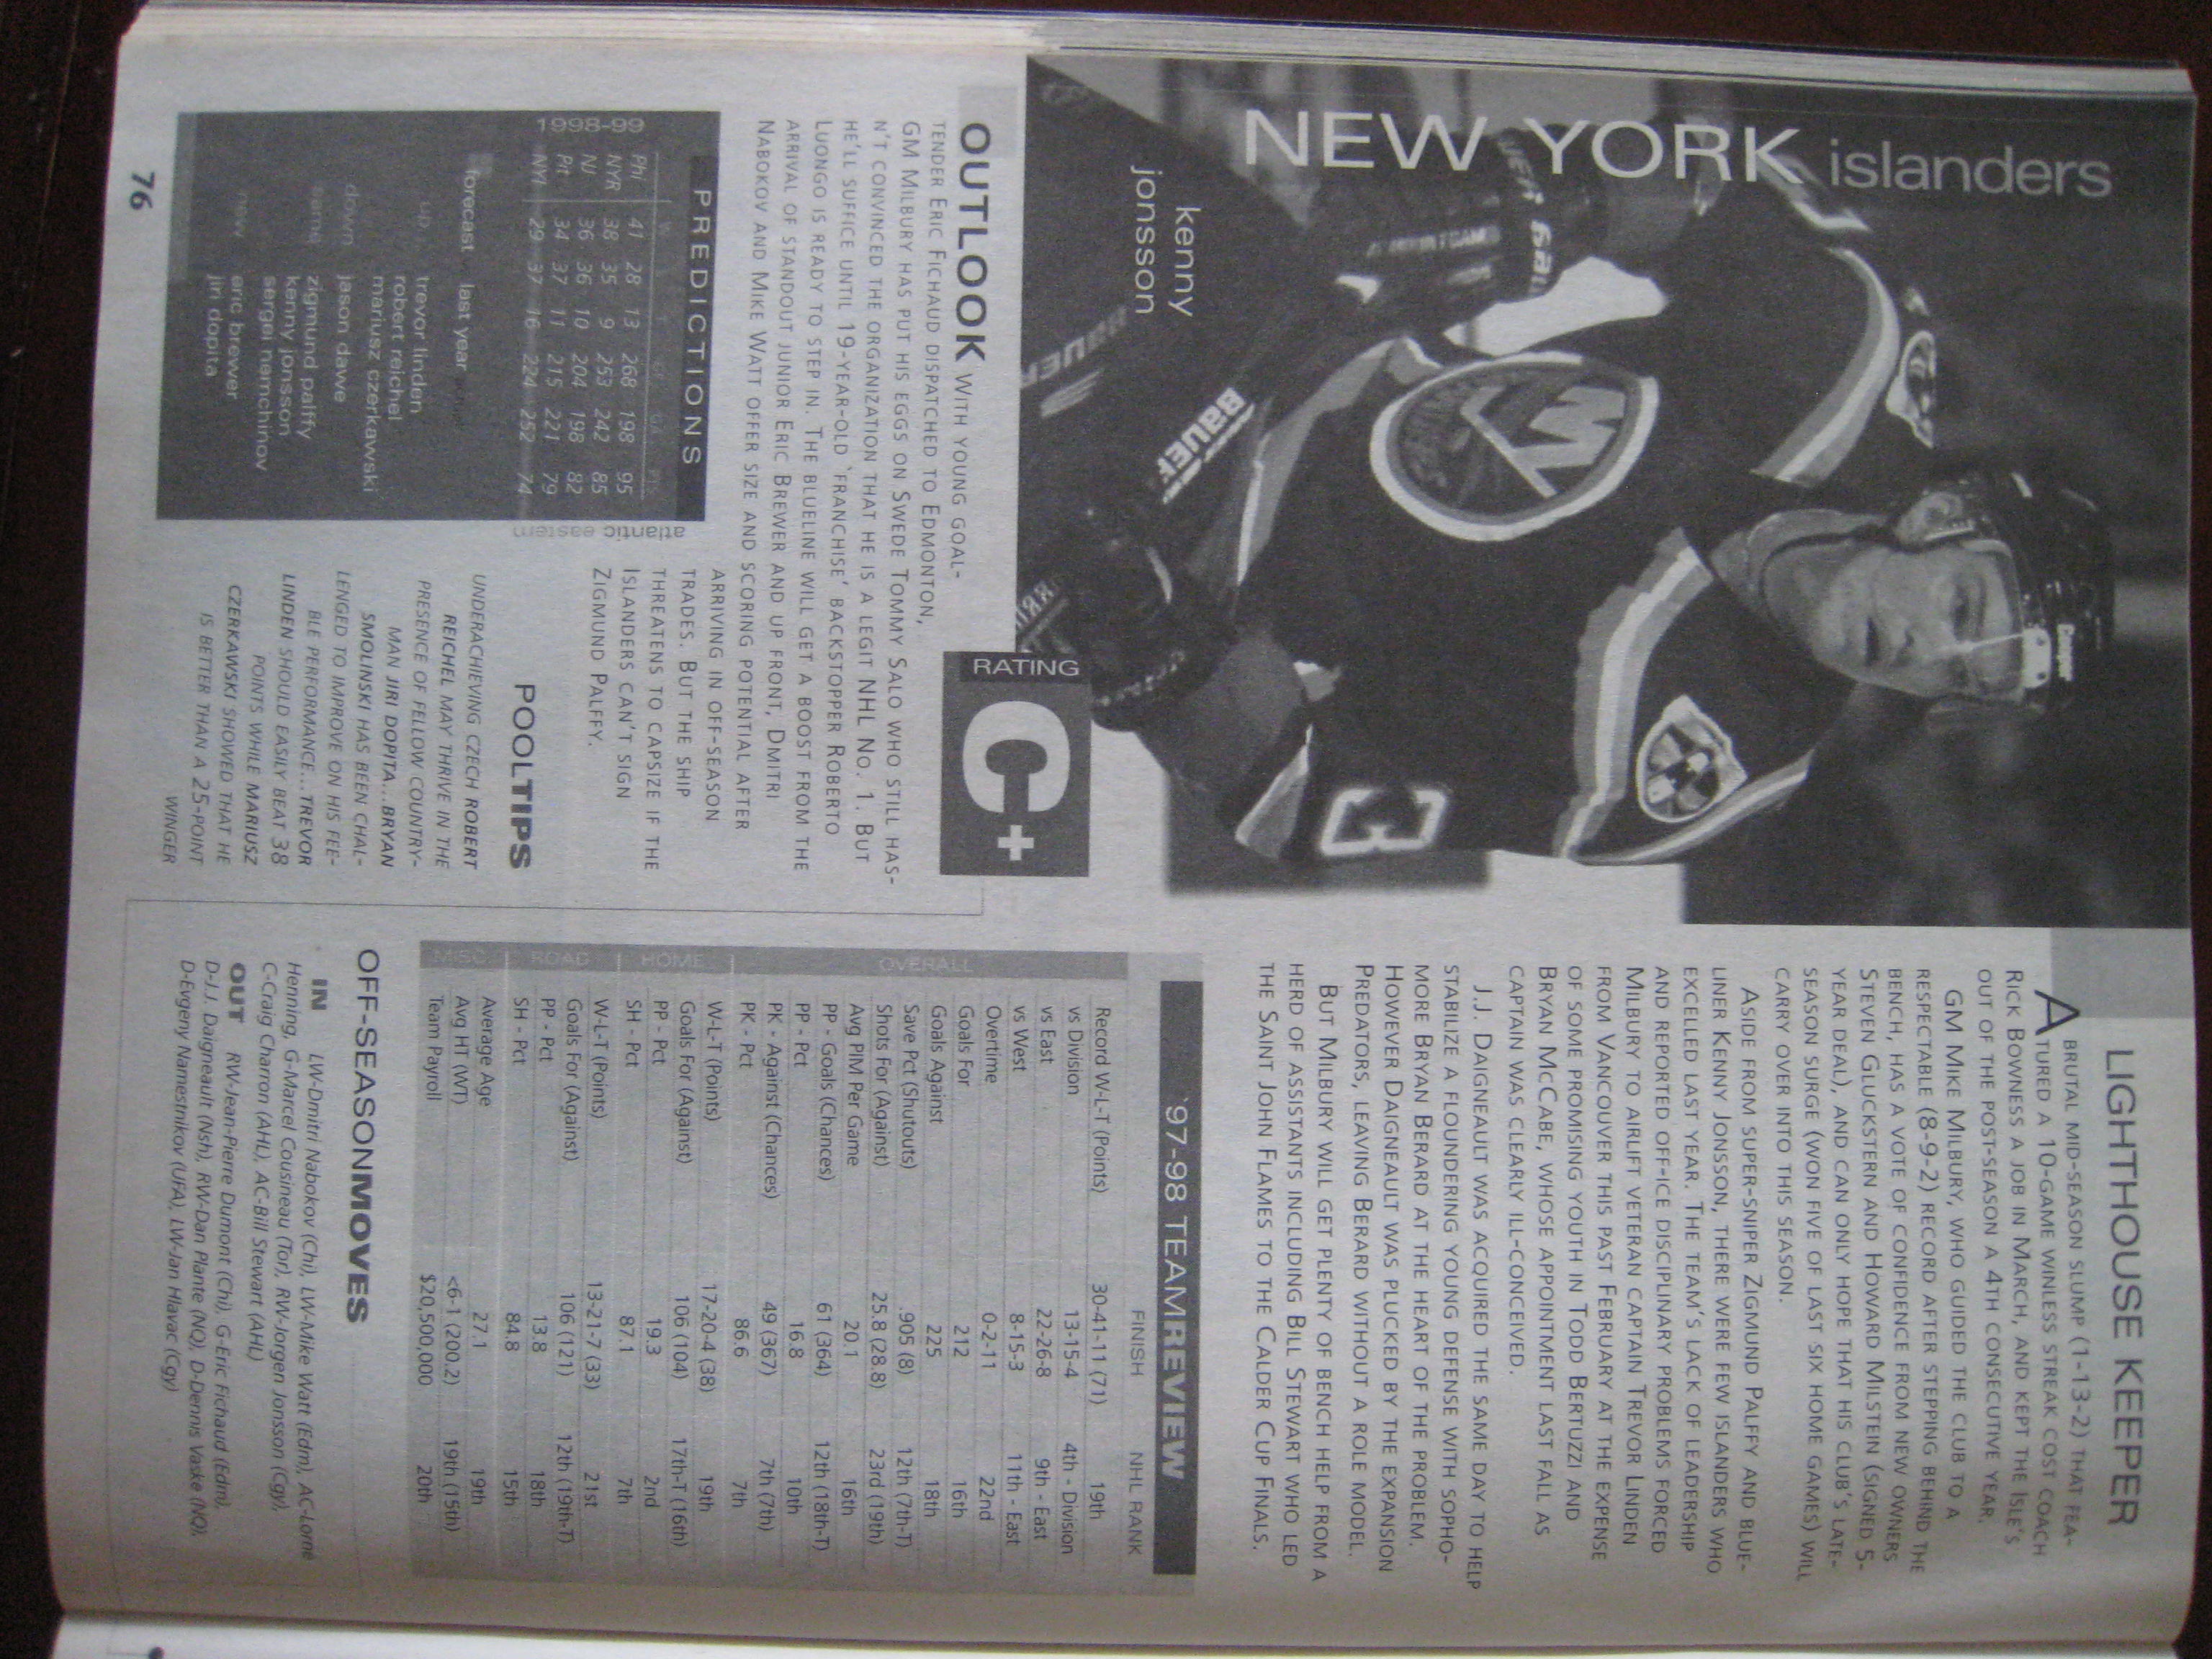 NEW YORK islanders
kenny
jonsson
LIGHTHOUSE KEEPER
A BRUTAL MID-SEASON SLUMP (1-13-2) THAT FEA-
TURED A 10-GAME WINLESS STREAK COST COACH
RICK BOWNESS A JOB IN MARCH, AND KEPT THE ISLE'S
OUT OF THE POST-SEASON A 4TH CONSECUTIVE YEAR.
GM MIKE MILBURY, WHO GUIDED THE CLUB TO A
RESPECTABLE (8-9-2) RECORD AFTER STEPPING BEHIND THE
BENCH, HAS A VOTE OF CONFIDENCE FROM NEW OWNERS
STEVEN GLUCKSTERN AND HOWARD MILSTEIN (SIGNED 5-
YEAR DEAL), AND CAN ONLY HOPE THAT HIS CLUB'S LATE-
SEASON SURGE (WON FIVE OF LAST SIX HOME GAMES) WILL
CARRY OVER INTO THIS SEASON.
ASIDE FROM SUPER-SNIPER ZIGMUND PALFFY AND BLUE-
LINER KENNY JONSSON, THERE WERE FEW ISLANDERS WHO
EXCELLED LAST YEAR. THE TEAM'S LACK OF LEADERSHIP
AND REPORTED OFF-ICE DISCIPLINARY PROBLEMS FORCED
MILBURY TO AIRLIFT VETERAN CAPTAIN TREVOR LINDEN
FROM VANCOUVER THIS PAST FEBRUARY AT THE EXPENSE
OF SOME PROMISING YOUTH IN TODD BERTUZZI AND
BRYAN MCCABE, WHOSE APPOINTMENT LAST FALL AS
CAPTAIN WAS CLEARLY ILL-CONCEIVED.
J.J. DAIGNEAULT WAS ACQUIRED THE SAME DAY TO HELP
STABILIZE A FLOUNDERING YOUNG DEFENSE WITH SOPHO-
MORE BRYAN BERARD AT THE HEART OF THE PROBLEM.
HOWEVER DAGNEAULT WAS PLUCKED BY THE EXPANSION
PREDATORS, LEAVING BERARD WITHOUT A ROLE MODEL.
BUT MILBURY WILL GET PLENTY OF BENCH HELP FROM A
HERD OF ASSISTANTS INCLUDING BILL STEWART WHO LED
THE SAINT JOHN FLAMES TO THE CALDER CUP FINALS.
RATING
C+
OUTLOOK WITH YOUNG GOAL-
TENDER ERIC FICHAUD DISPATCHED TO EDMONTON,
GM MILBURY HAS PUT HIS EGGS ON SWEDE TOMMY SALO WHO STILL HAS-
N'T CONVINCED THE ORGANIZATION THAT HE IS A LEGIT NHL NO. 1. BUT
HE'LL SUFFICE UNTIL 19-YEAR-OLD 'FRANCHISE' BACKSTOPPER ROBERTO
LUONGO IS READY TO STEP IN. THE BLUELINE WILL GET A BOOST FROM THE
ARRIVAL OF STANDOUT JUNIOR ERIC BREWER AND UP FRONT, DMITRI
NABOKOV AND MIKE WATT OFFER SIZE AND SCORING POTENTIAL AFTER
ARRIVING IN OFF-SEASON
TRADES. BUT THE SHIP
THREATENS TO CAPSIZE IF THE
ISLANDERS CAN'T SIGN
ZIGMUND PALFFY.
PREDICTIONS
1998-99
W L T GF GA Pts
Phi 41 28 13 268 198 95
NYR 38 35 9 253 242 85
NJ 36 36 10 204 198 82
Pit 34 37 11 215 221 79
NYI 29 37 16 224 252 74
atlantic eastern
forecast v. last year actual
up trevor linden
robert reichel
mariusz czerkawski
down jason dawe
same zigmund palffy
kenny jonsson
sergei nemchinov
new eric brewer
jiri dopita
POOLTIPS
UNDERACHIEVING CZECH ROBERT
REICHEL MAY THRIVE IN THE
PRESENCE OF FELLOW COUNTRY-
MAN JIRI DOPITA...BRYAN
SMOLINSKI HAS BEEN CHAL-
LENGED TO IMPROVE ON HIS FEE-
BLE PERFORMANCE...TREVOR
LINDEN SHOULD EASILY BEAT 38
POINTS WHILE MARIUSZ
CZERKAWSKI SHOWED THAT HE
IS BETTER THAN A 25-POINT
WINGER
'97-98 TEAMREVIEW
FINISH NHL RANK
OVERALL
Record W-L-T (Points) 30-41-11 (71) 19th
vs Division 13-15-4 4th - Division
vs East 22-26-8 9th - East
vs West 8-15-3 11th - East
Overtime 0-2-11 22nd
Goals For 212 16th
Goals Against 225 18th
Save Pct (Shutouts) .905 (8) 12th (7th-T)
Shots For (Against) 25.8 (28.8) 23rd (19th)
Avg PIM Per Game 20.1 16th
PP - Goals (Chances) 61 (364) 12th (18th-T)
PP - Pct 16.8 10th
PK - Against (Chances) 49 (367) 7th (7th)
PK - Pct 86.6 7th
HOME
W-L-T (Points) 17-20-4 (38) 19th
Goals For (Against) 106 (104) 17th-T (16th)
PP - Pct 19.3 2nd
SH - Pct 87.1 7th
ROAD
W-L-T (Points) 13-21-7 (33) 21st
Goals For (Against) 106 (121) 12th (19th-T)
PP - Pct 13.8 18th
SH - Pct 84.8 15th
MISC
Average Age 27.1 19th
Avg HT (WT) <6-1 (200.2) 19th (15th)
Team Payroll $20,500,000 20th
OFF-SEASONMOVES
IN LW-Dmitri Nabokov (Chi), LW-Mike Watt (Edm), AC-Lorne
Henning, G-Marcel Cousineau (Tor), RW-Jorgen Jonsson (Cgy),
C-Craig Charron (AHL), AC-Bill Stewart (AHL)
OUT RW-Jean-Pierre Dumont (Chi), G-Eric Fichaud (Edm),
D-J.J. Daigneault (Nsh), RW-Dan Plante (NQ), D-Dennis Vaske (NQ),
D-Evgeny Namestnikov (UFA), LW-Jan Hlavac (Cgy)
76